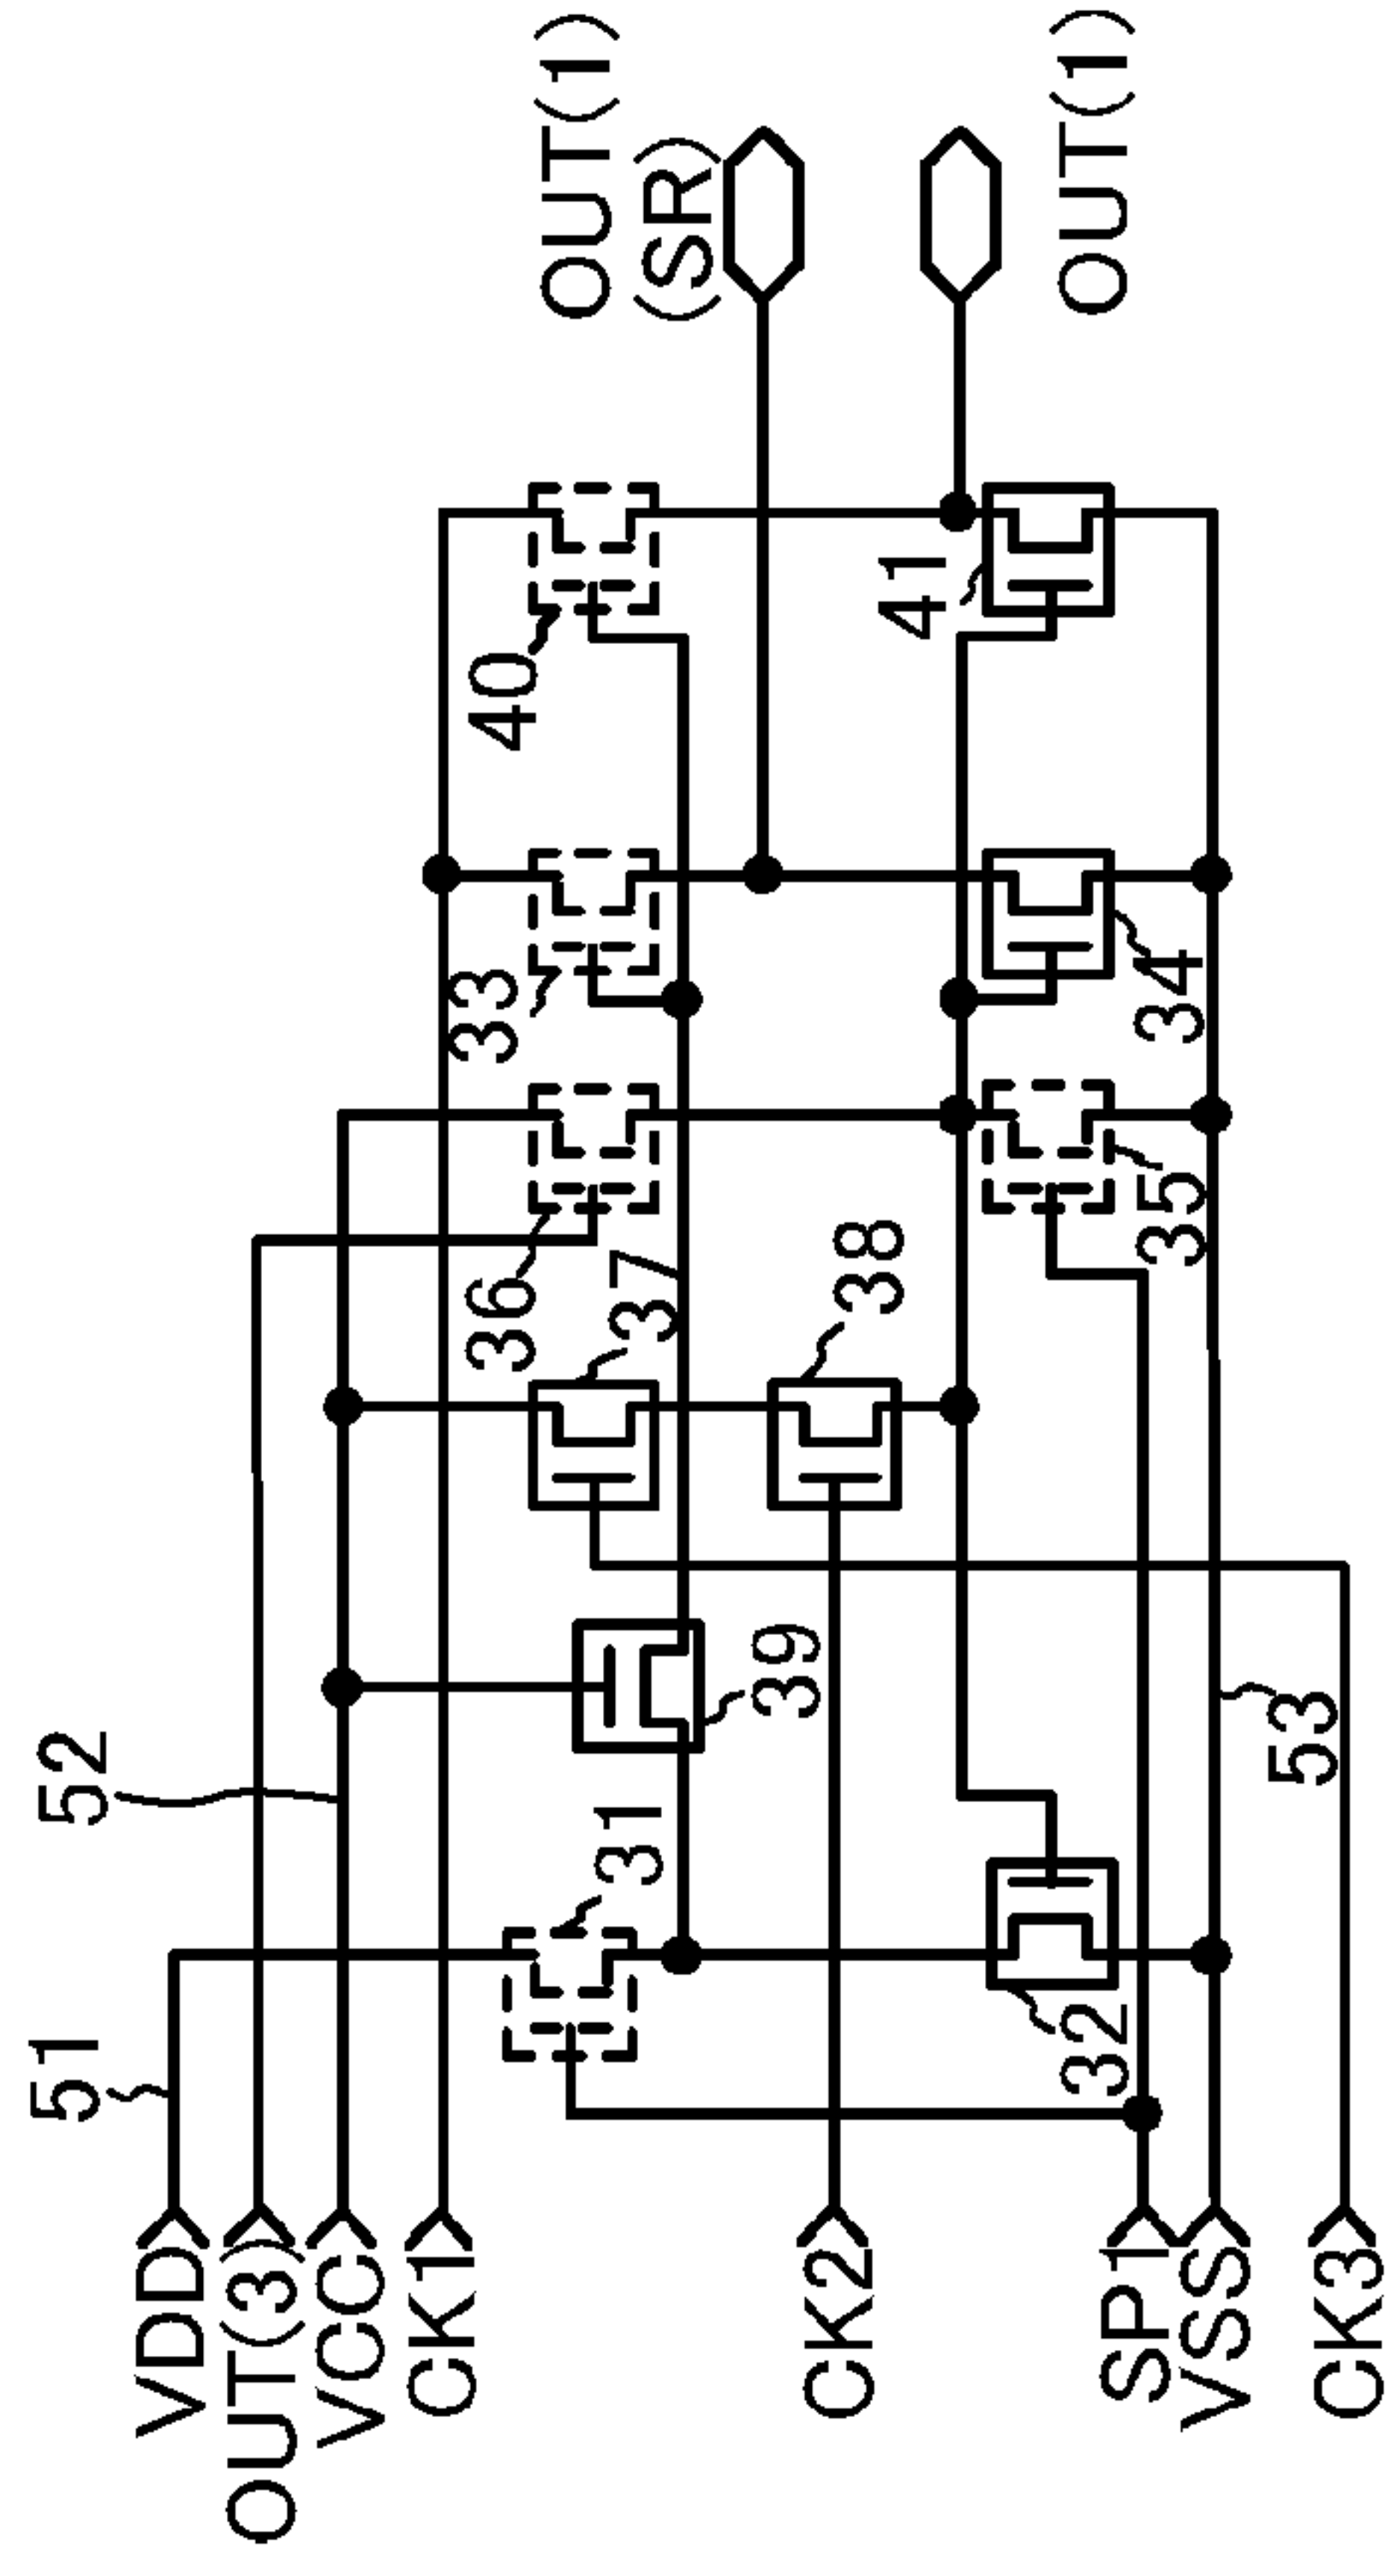 VDD
OUT(3)
VCC
CK1
CK2
SP1
VSS
CK3
51
52
31
32
39
53
37
38
36
35
33
34
40
41
OUT(1)
(SR)
OUT(1)